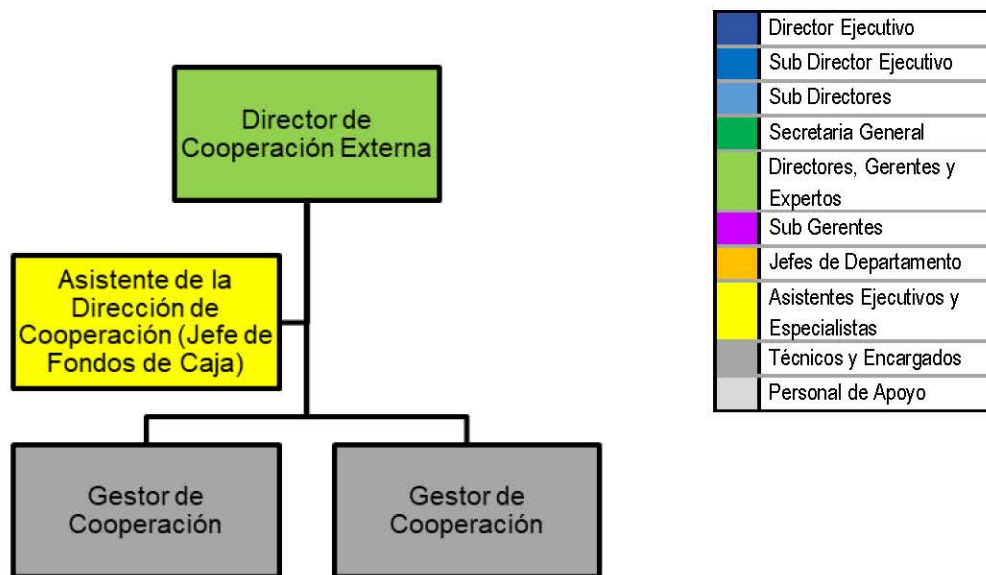 Director de
Cooperación Externa
Asistente de la
Dirección de
Cooperación (Jefe de
Fondos de Caja)
Gestor de
Cooperación
Gestor de
Cooperación
Director Ejecutivo
Sub Director Ejecutivo
Sub Directores
Secretaria General
Directores, Gerentes y
Expertos
Sub Gerentes
Jefes de Departamento
Asistentes Ejecutivos y
Especialistas
Técnicos y Encargados
Personal de Apoyo